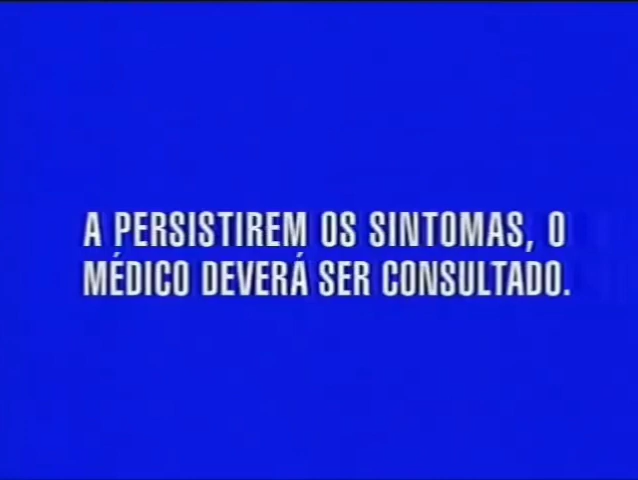 A PERSISTIREM OS SINTOMAS, O
MÉDICO DEVERÁ SER CONSULTADO.